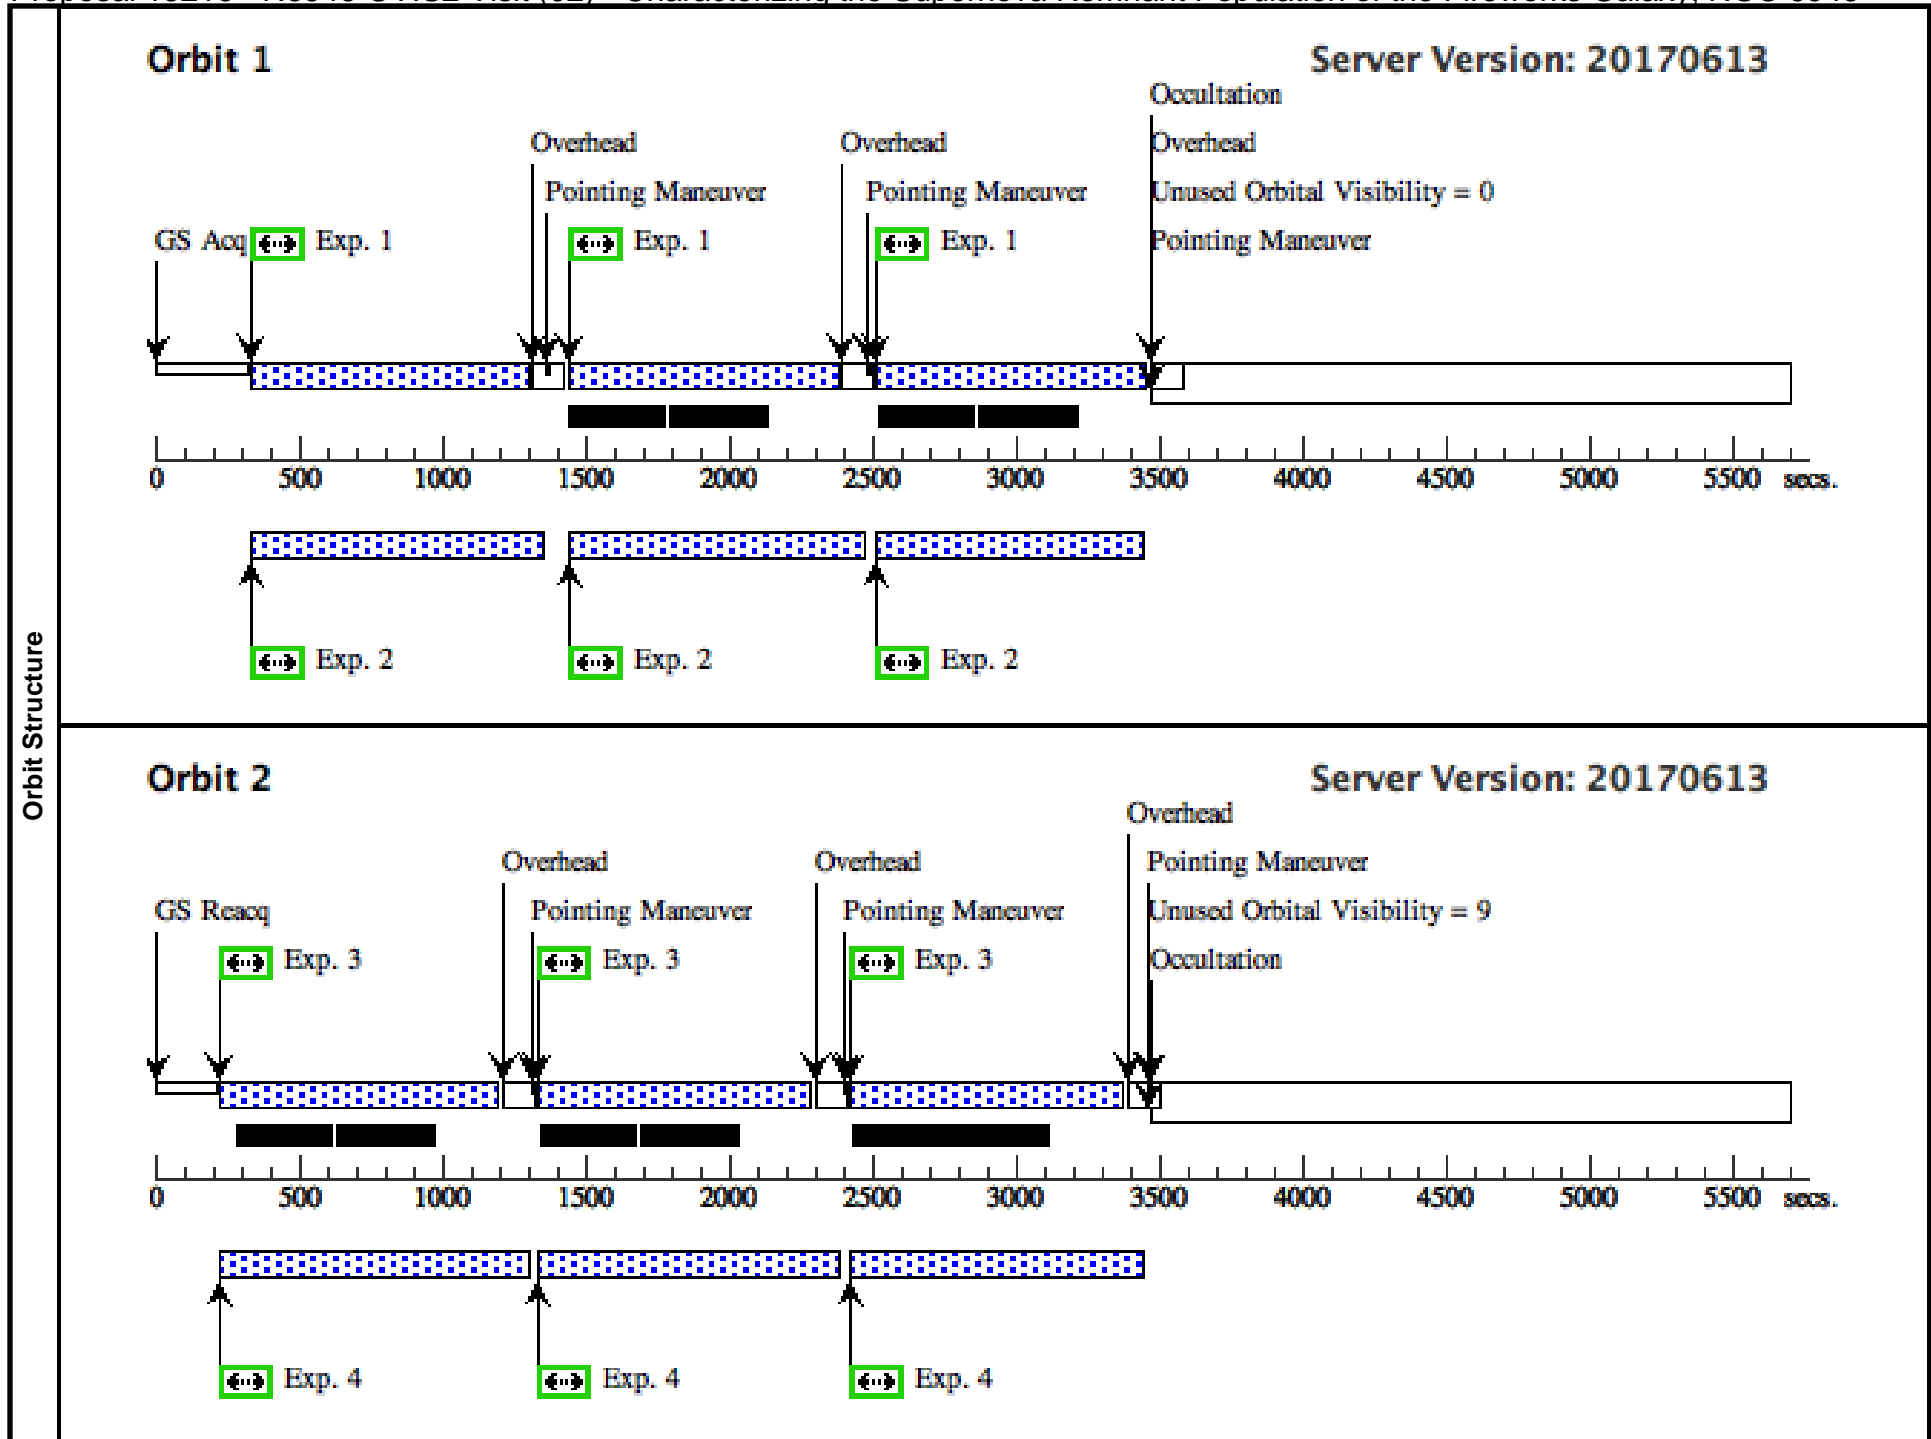 Orbit Structure
Orbit 1
Server Version: 20170613
Occultation
Overhead
Overhead
Overhead
Pointing Maneuver
Pointing Maneuver
Unused Orbital Visibility = 0
GS Acq
Exp. 1
Exp. 1
Exp. 1
Pointing Maneuver
0 500 1000 1500 2000 2500 3000 3500 4000 4500 5000 5500 secs.
Exp. 2
Exp. 2
Exp. 2
Orbit 2
Server Version: 20170613
Overhead
Overhead
Overhead
Pointing Maneuver
GS Reacq
Pointing Maneuver
Pointing Maneuver
Unused Orbital Visibility = 9
Exp. 3
Exp. 3
Exp. 3
Occultation
0 500 1000 1500 2000 2500 3000 3500 4000 4500 5000 5500 secs.
Exp. 4
Exp. 4
Exp. 4